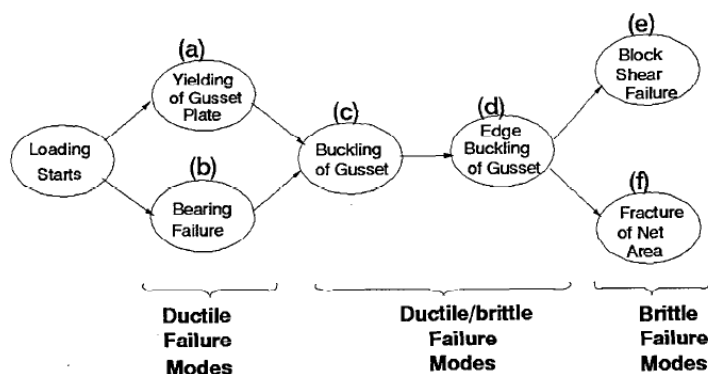 Loading
Starts
(a)
Yielding
of Gusset
Plate
(b)
Bearing
Failure
(c)
Buckling
of Gusset
(d)
Edge
Buckling
of Gusset
(e)
Block
Shear
Failure
(f)
Fracture
of Net
Area
Ductile
Failure
Modes
Ductile/brittle
Failure
Modes
Brittle
Failure
Modes